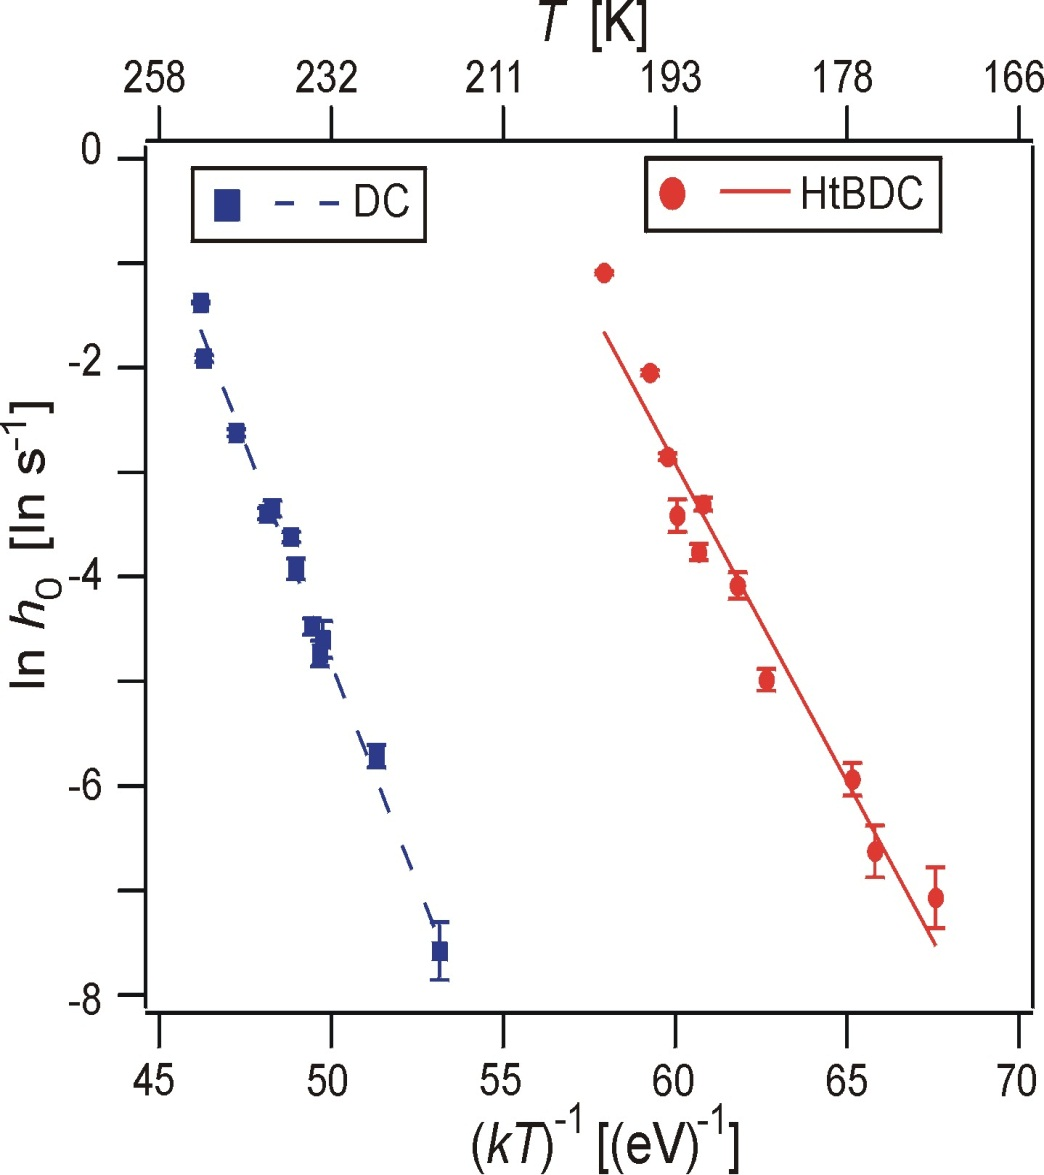 T [K]
258 232 211 193 178 166
0
DC
HtBDC
-2
-4
-6
-8
ln h₀ [ln s⁻¹]
45 50 55 60 65 70
(kT)⁻¹ [(eV)⁻¹]